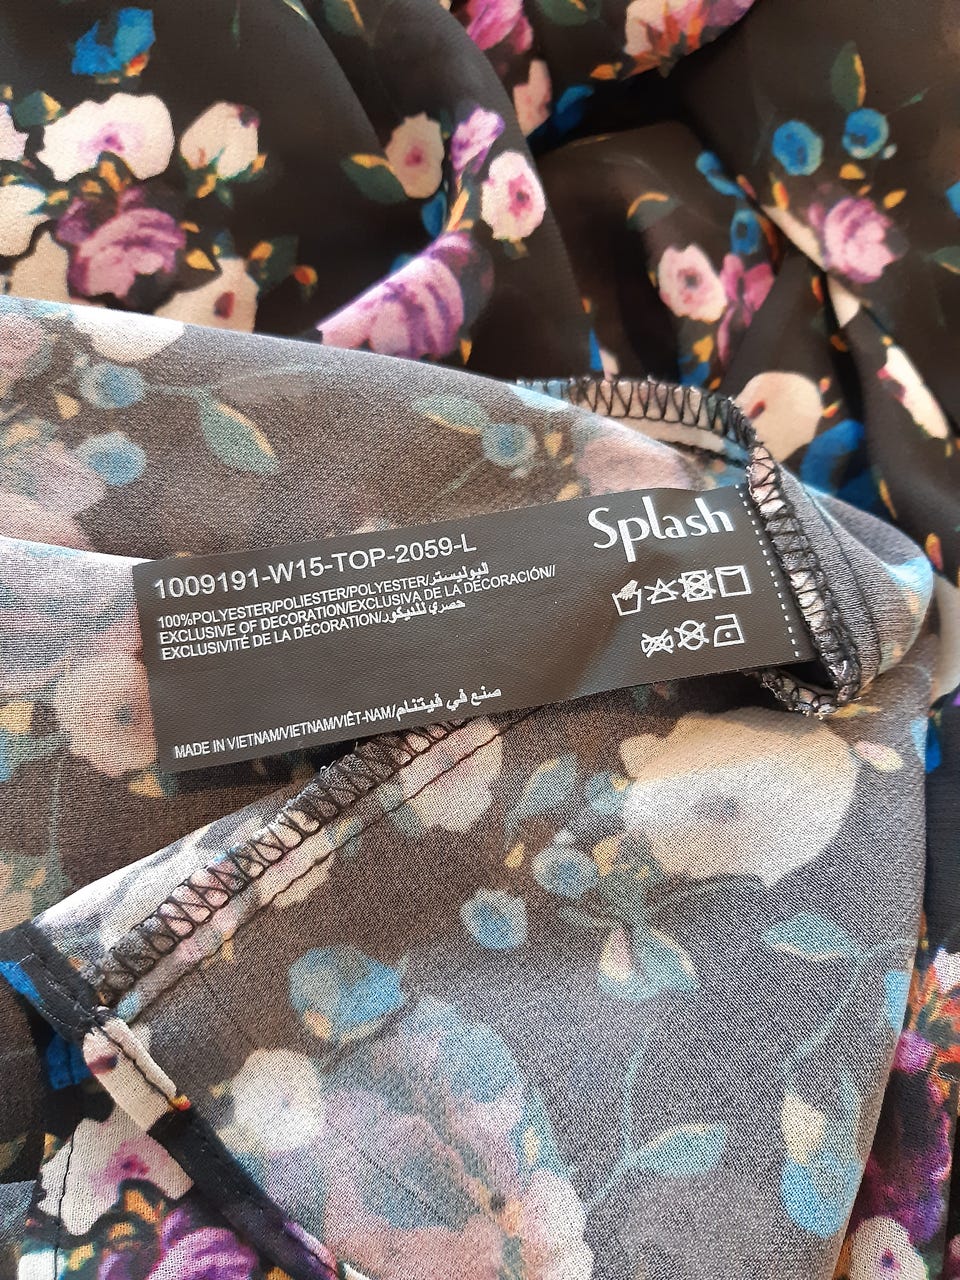 Splash
1009191-W15-TOP-2059-L
100%POLYESTER/POLIESTER/POLYESTER/البوليستر
EXCLUSIVE OF DECORATION/EXCLUSIVA DE LA DECORACIÓN//
EXCLUSIVITÉ DE LA DÉCORATION/حصري للديكور
MADE IN VIETNAM/VIETNAM/VIÊT-NAM/صنع في فيتنام